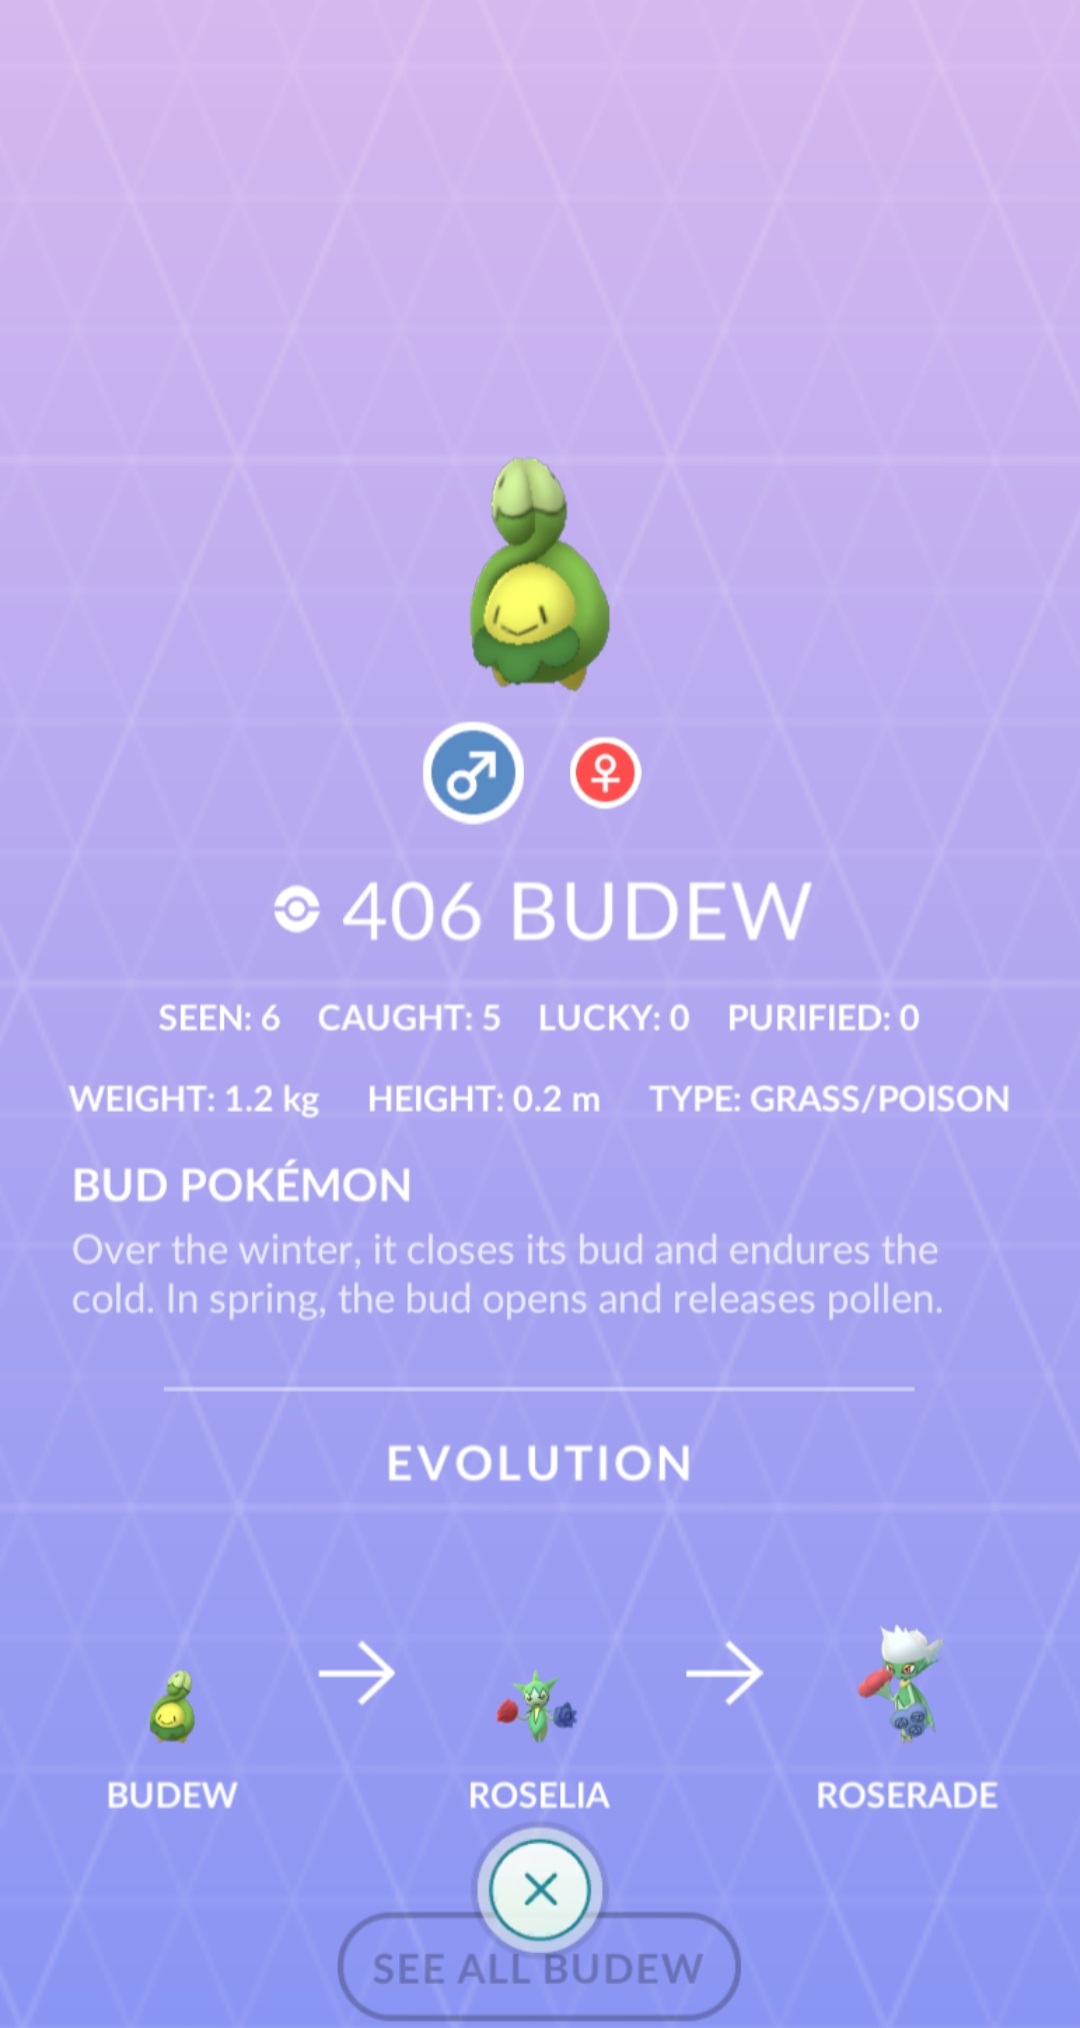 406 BUDEW
SEEN: 6 CAUGHT: 5 LUCKY: 0 PURIFIED: 0
WEIGHT: 1.2 kg HEIGHT: 0.2 m TYPE: GRASS/POISON
BUD POKÉMON
Over the winter, it closes its bud and endures the
cold. In spring, the bud opens and releases pollen.
EVOLUTION
BUDEW ROSELIA ROSERADE
SEE ALL BUDEW